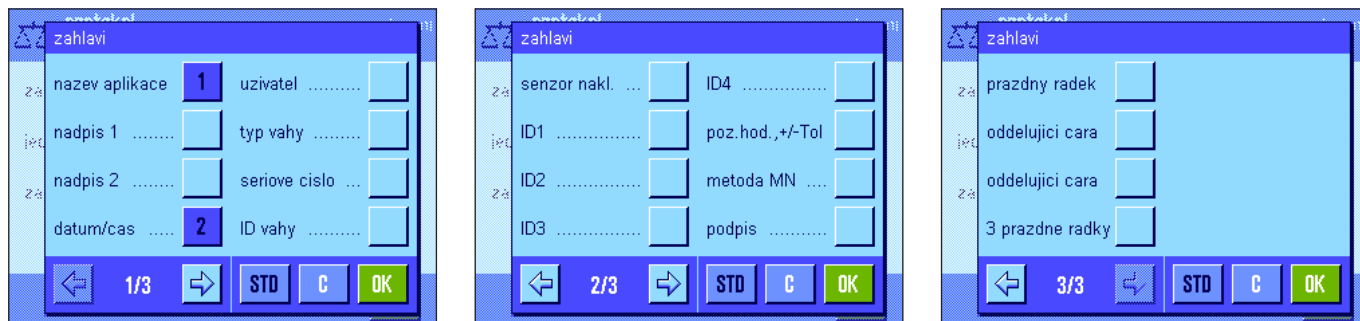 zahlavi
nazev aplikace 1 uzivatel ..........
nadpis 1 ........ typ vahy ..........
nadpis 2 ........ seriove cislo ...
datum/cas ..... 2 ID vahy ..........
1/3 STD C OK
zahlavi
senzor nakl. ... ID4 ................
ID1 ................ poz.hod.,+/-Tol
ID2 ................ metoda MN ....
ID3 ................ podpis ...........
2/3 STD C OK
zahlavi
prazdny radek
oddelujici cara
oddelujici cara
3 prazdne radky
3/3 STD C OK